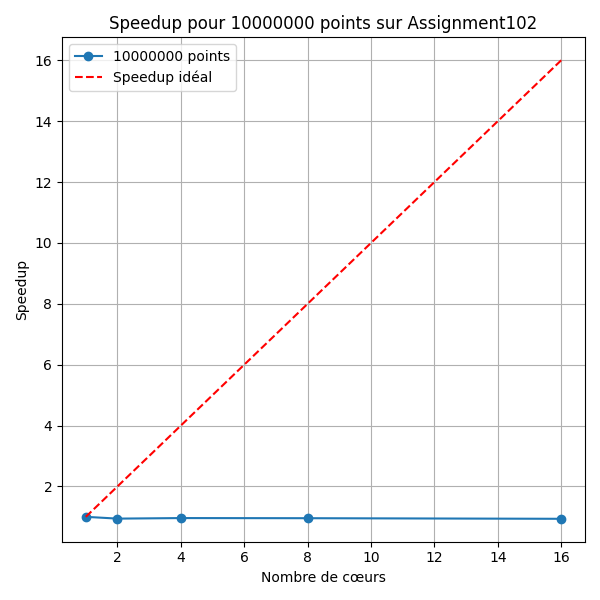 Speedup pour 10000000 points sur Assignment102
10000000 points
Speedup idéal
16
14
12
10
8
6
4
2
Speedup
2 4 6 8 10 12 14 16
Nombre de cœurs